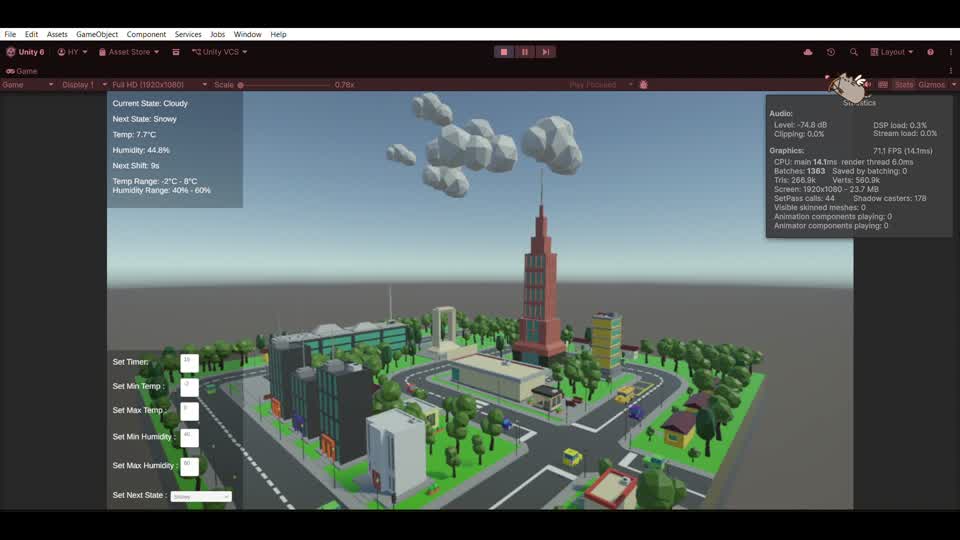 File Edit Assets GameObject Component Services Jobs Window Help
Unity 6 HY Asset Store Unity VCS Layout
Game
Game Display 1 Full HD (1920x1080) Scale 0.78x Play Focused Stats Gizmos
Current State: Cloudy
Next State: Snowy
Temp: 7.7°C
Humidity: 44.8%
Next Shift: 9s
Temp Range: -2°C - 8°C
Humidity Range: 40% - 60%
Audio:
Level: -74.8 dB DSP load: 0.3%
Clipping: 0.0% Stream load: 0.0%
Graphics: 71.1 FPS (14.1ms)
CPU: main 14.1ms render thread 6.0ms
Batches: 1363 Saved by batching: 0
Tris: 266.9k Verts: 560.9k
Screen: 1920x1080 - 23.7 MB
SetPass calls: 44 Shadow casters: 178
Visible skinned meshes: 0
Animation components playing: 0
Animator components playing: 0
Set Timer:
Set Min Temp : -2
Set Max Temp :
Set Min Humidity : 40
Set Max Humidity : 60
Set Next State : Snowy